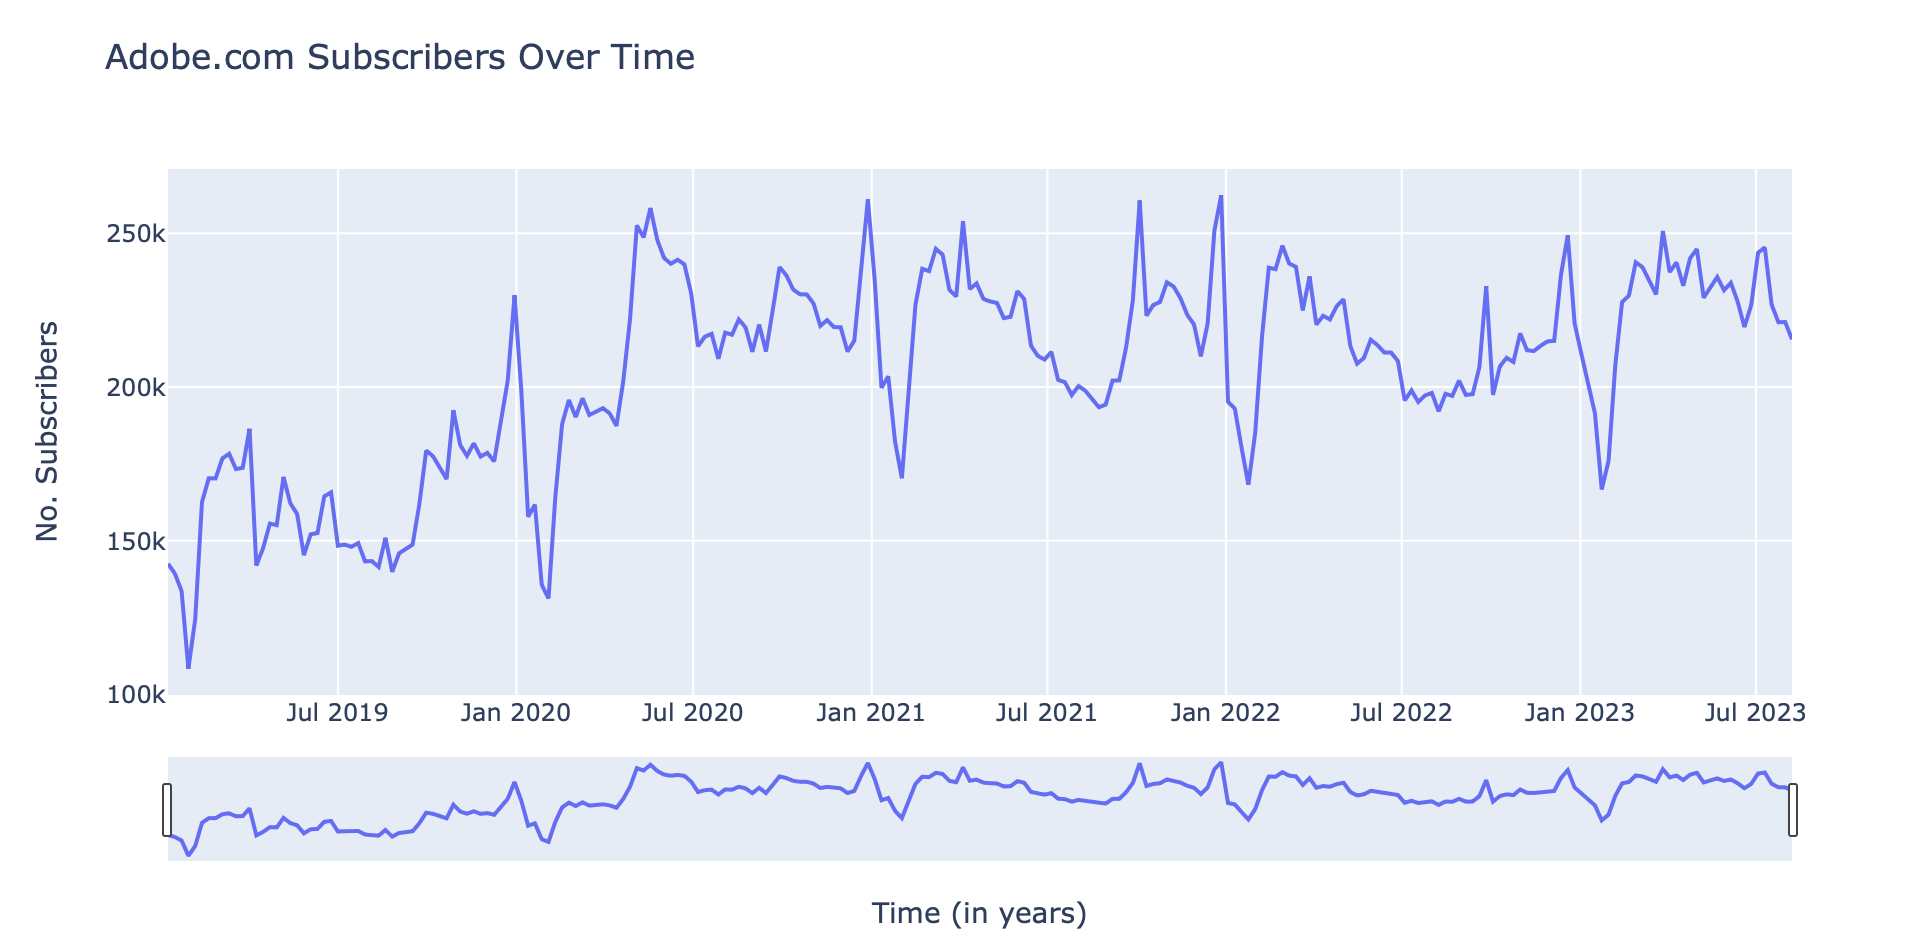 Adobe.com Subscribers Over Time
No. Subscribers
250k
200k
150k
100k
Jul 2019 Jan 2020 Jul 2020 Jan 2021 Jul 2021 Jan 2022 Jul 2022 Jan 2023 Jul 2023
Time (in years)